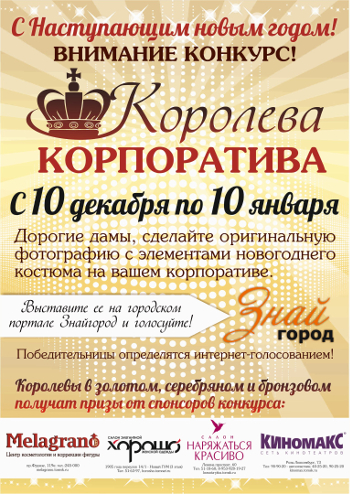 С Наступающим новым годом!
ВНИМАНИЕ КОНКУРС!
Королева
КОРПОРАТИВА
С 10 декабря по 10 января
Дорогие дамы, сделайте оригинальную
фотографию с элементами новогоднего
костюма на вашем корпоративе.
Выставите ее на городском
портале Знайгород и голосуйте!
Знай
город
Победительницы определятся интернет-голосованием!
Королевы в золотом, серебряном и бронзовом
получат призы от спонсоров конкурса:
Melagrano
Центр косметологии и коррекции фигуры
САЛОН ЭЛЕГАНТНОЙ
хорошо
ЖЕНСКОЙ ОДЕЖДЫ
САЛОН
НАРЯЖАТЬСЯ
КРАСИВО
КИНОМАКС
СЕТЬ КИНОТЕАТРОВ